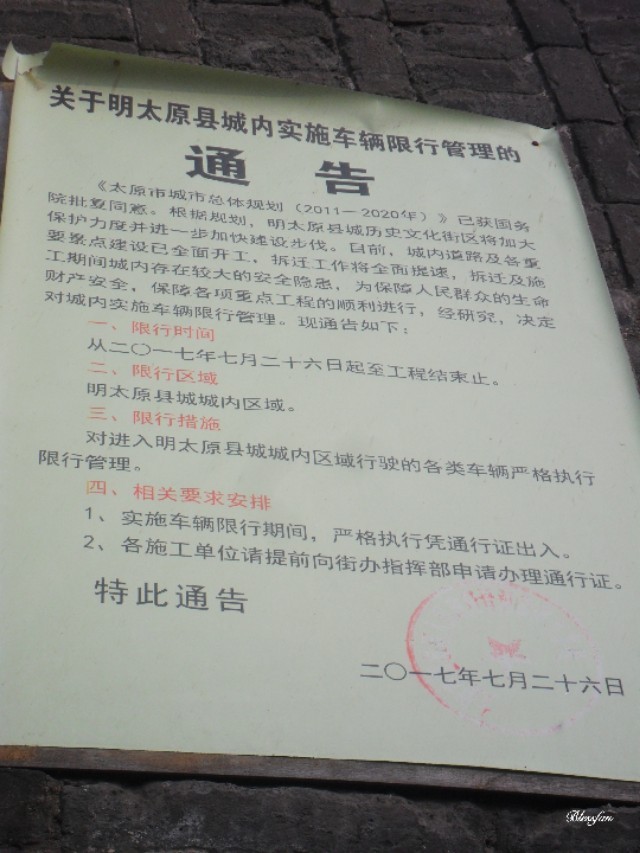 关于明太原县城内实施车辆限行管理的
通告
《太原市城市总体规划（2011—2020年）》已获国务
院批复同意。根据规划，明太原县城历史文化街区将加大
保护力度并进一步加快建设步伐。目前，城内道路及各重
要景点建设已全面开工，拆迁工作将全面提速，拆迁及施
工期间城内存在较大的安全隐患，为保障人民群众的生命
财产安全，保障各项重点工程的顺利进行，经研究，决定
对城内实施车辆限行管理。现通告如下：
一、限行时间
从二〇一七年七月二十六日起至工程结束止。
二、限行区域
明太原县城城内区域。
三、限行措施
对进入明太原县城城内区域行驶的各类车辆严格执行
限行管理。
四、相关要求安排
1、实施车辆限行期间，严格执行凭通行证出入。
2、各施工单位请提前向街办指挥部申请办理通行证。
特此通告
二〇一七年七月二十六日